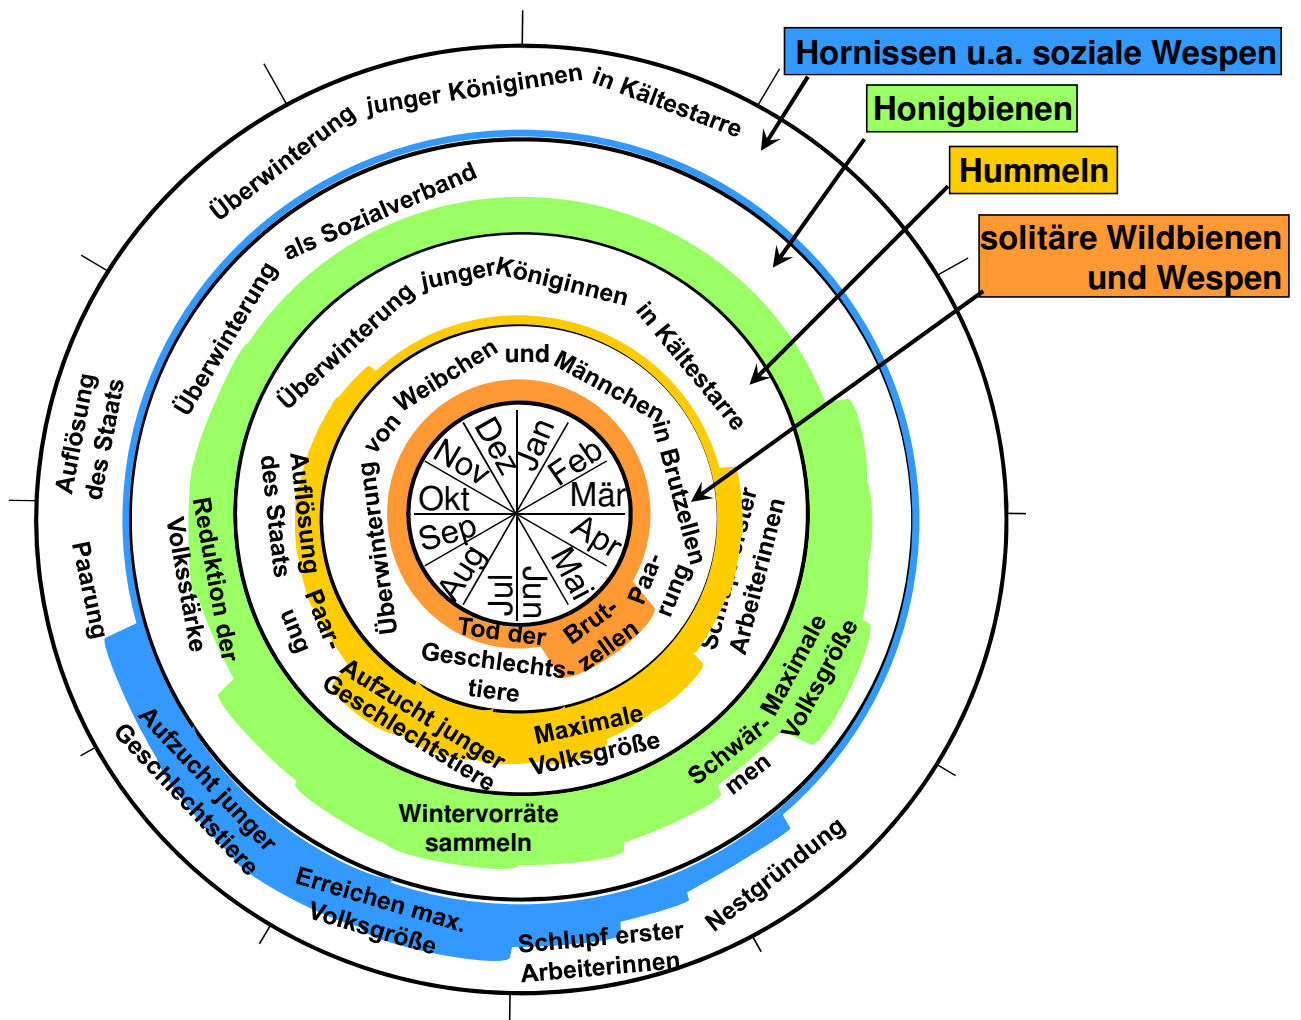 Hornissen u.a. soziale Wespen
Honigbienen
Hummeln
solitäre Wildbienen
und Wespen
Überwinterung junger Königinnen in Kältestarre
Auflösung
des Staats
Paarung
Aufzucht junger
Geschlechtstiere
Erreichen max.
Volksgröße
Schlupf erster
Arbeiterinnen
Nestgründung
Überwinterung als Sozialverband
Reduktion der
Volksstärke
Wintervorräte
sammeln
Schwär-
men
Maximale
Volksgröße
Überwinterung junger Königinnen in Kältestarre
Auflösung
des Staats
Paar-
ung
Aufzucht junger
Geschlechtstiere
Maximale
Volksgröße
Schlupf erster
Arbeiterinnen
Überwinterung von Weibchen und Männchen in Brutzellen
Paa-
rung
Brut-
zellen
Tod der
Geschlechts-
tiere
Jan
Feb
Mär
Apr
Mai
Jun
Jul
Aug
Sep
Okt
Nov
Dez